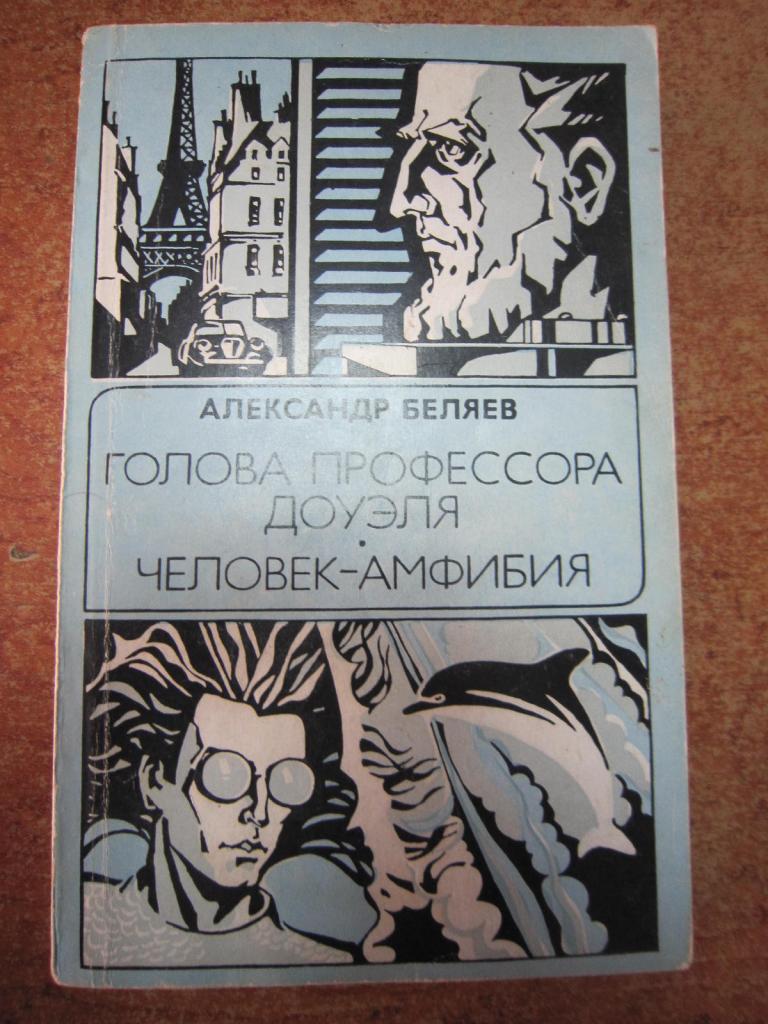 АЛЕКСАНДР БЕЛЯЕВ
ГОЛОВА ПРОФЕССОРА
ДОУЭЛЯ
·
ЧЕЛОВЕК-АМФИБИЯ